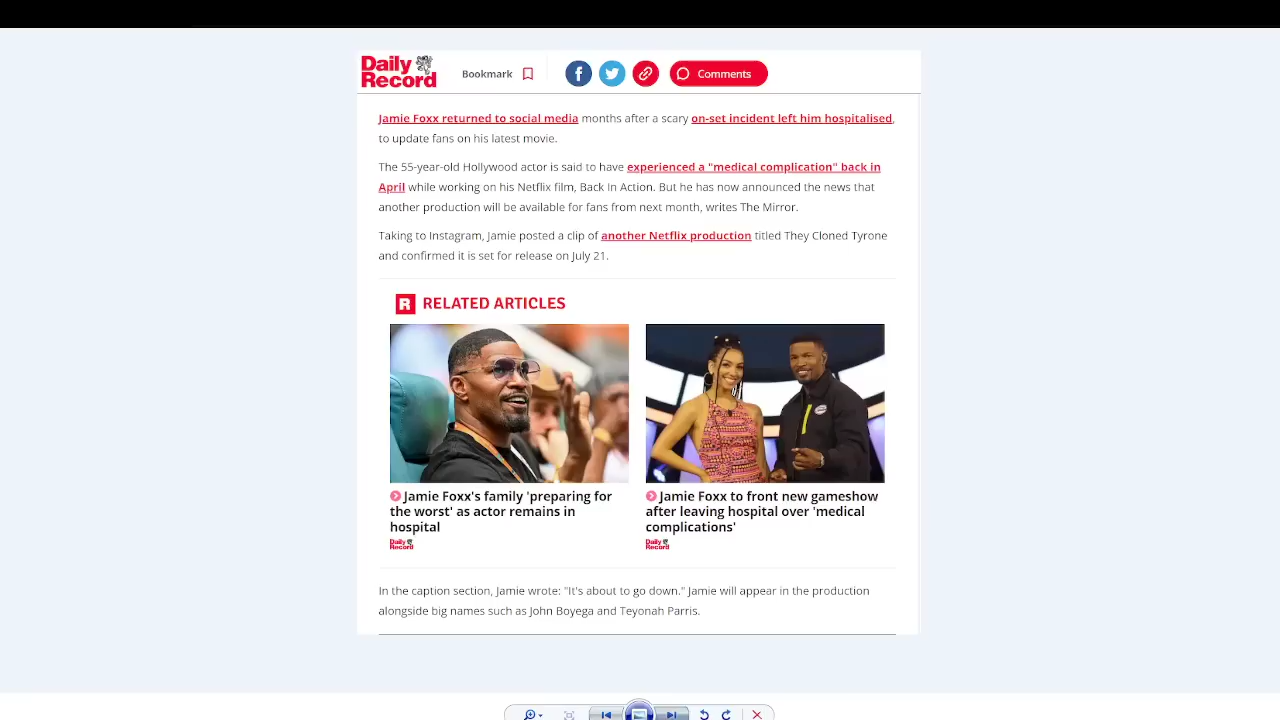 Daily
Record
Bookmark
Comments
Jamie Foxx returned to social media months after a scary on-set incident left him hospitalised,
to update fans on his latest movie.
The 55-year-old Hollywood actor is said to have experienced a "medical complication" back in
April while working on his Netflix film, Back In Action. But he has now announced the news that
another production will be available for fans from next month, writes The Mirror.
Taking to Instagram, Jamie posted a clip of another Netflix production titled They Cloned Tyrone
and confirmed it is set for release on July 21.
R RELATED ARTICLES
Jamie Foxx's family 'preparing for
the worst' as actor remains in
hospital
Daily
Record
Jamie Foxx to front new gameshow
after leaving hospital over 'medical
complications'
Daily
Record
In the caption section, Jamie wrote: "It's about to go down." Jamie will appear in the production
alongside big names such as John Boyega and Teyonah Parris.